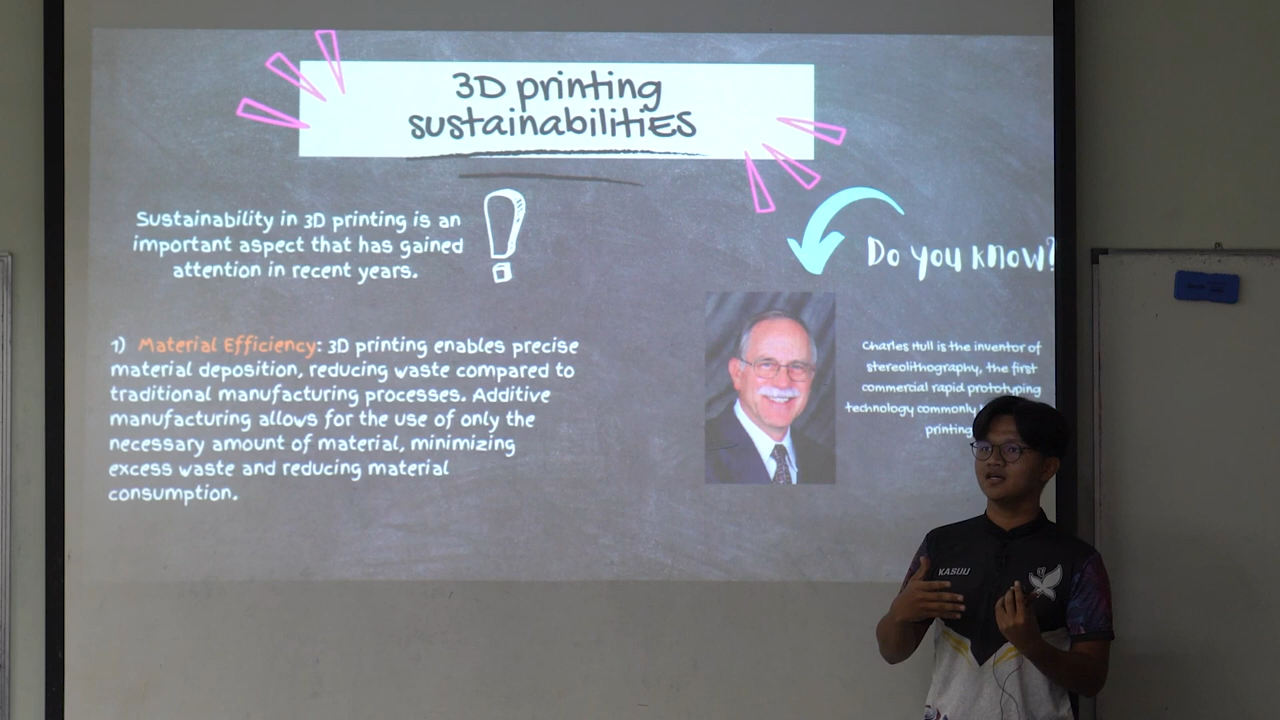 3D printing
sustainabilitiEs
Sustainability in 3D printing is an
important aspect that has gained
attention in recent years.
Do you know?
1) Material Efficiency: 3D printing enables precise
material deposition, reducing waste compared to
traditional manufacturing processes. Additive
manufacturing allows for the use of only the
necessary amount of material, minimizing
excess waste and reducing material
consumption.
Charles Hull is the inventor of
stereolithography, the first
commercial rapid prototyping
technology commonly
printing
KASUU